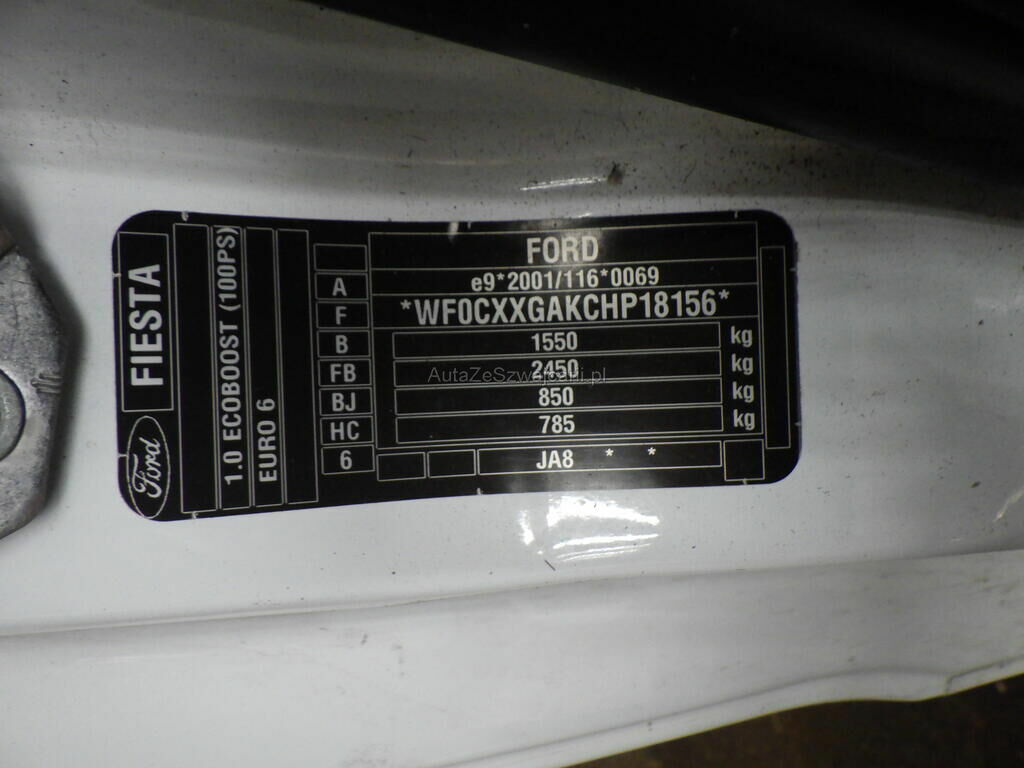 FORD
A e9*2001/116*0069
F *WF0CXXGAKCHP18156*
B 1550 kg
FB 2450 kg
BJ 850 kg
HC 785 kg
6 JA8 * *
FIESTA
Ford
1.0 ECOBOOST (100PS)
EURO 6
AutaZeSzwajcarii.pl